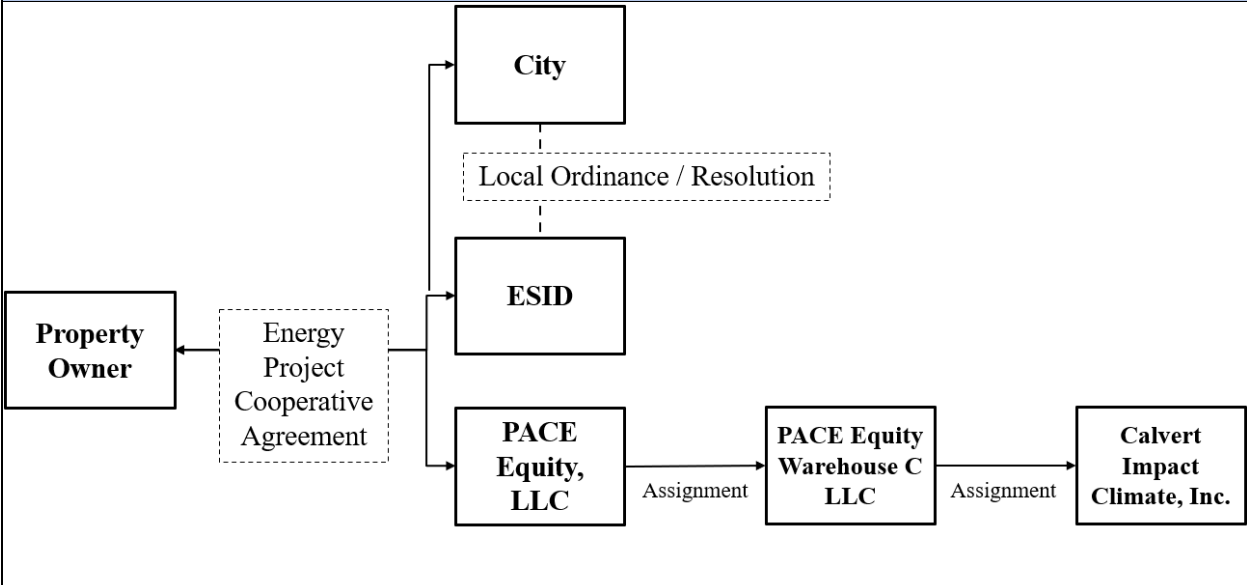 City
Local Ordinance / Resolution
ESID
Property
Owner
Energy
Project
Cooperative
Agreement
PACE
Equity,
LLC
Assignment
PACE Equity
Warehouse C
LLC
Assignment
Calvert
Impact
Climate, Inc.